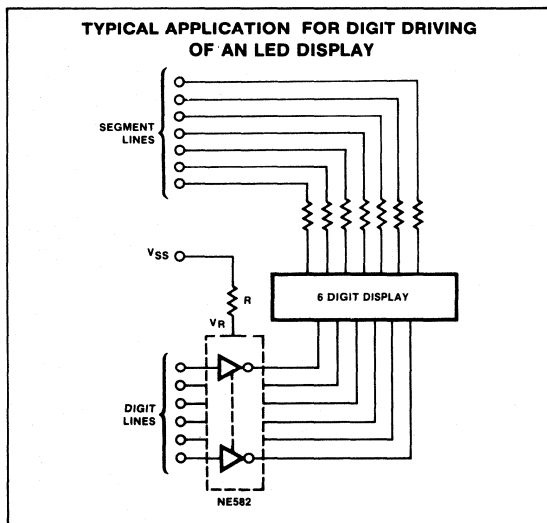 TYPICAL APPLICATION FOR DIGIT DRIVING
OF AN LED DISPLAY
SEGMENT
LINES
VSS
R
VR
6 DIGIT DISPLAY
DIGIT
LINES
NE582